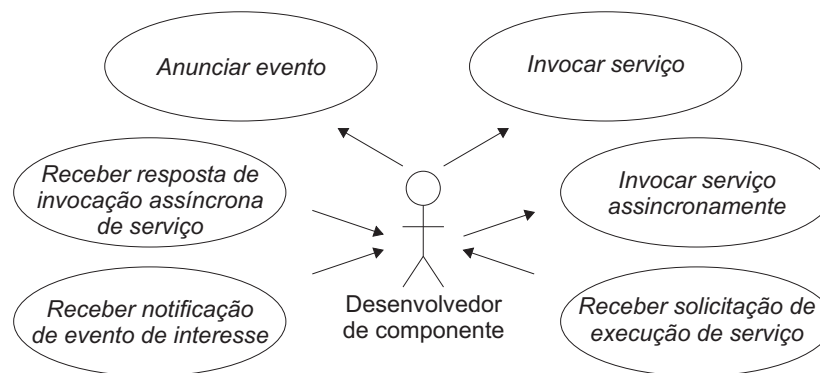 Anunciar evento
Invocar serviço
Receber resposta de
invocação assíncrona
de serviço
Invocar serviço
assincronamente
Receber notificação
de evento de interesse
Desenvolvedor
de componente
Receber solicitação de
execução de serviço